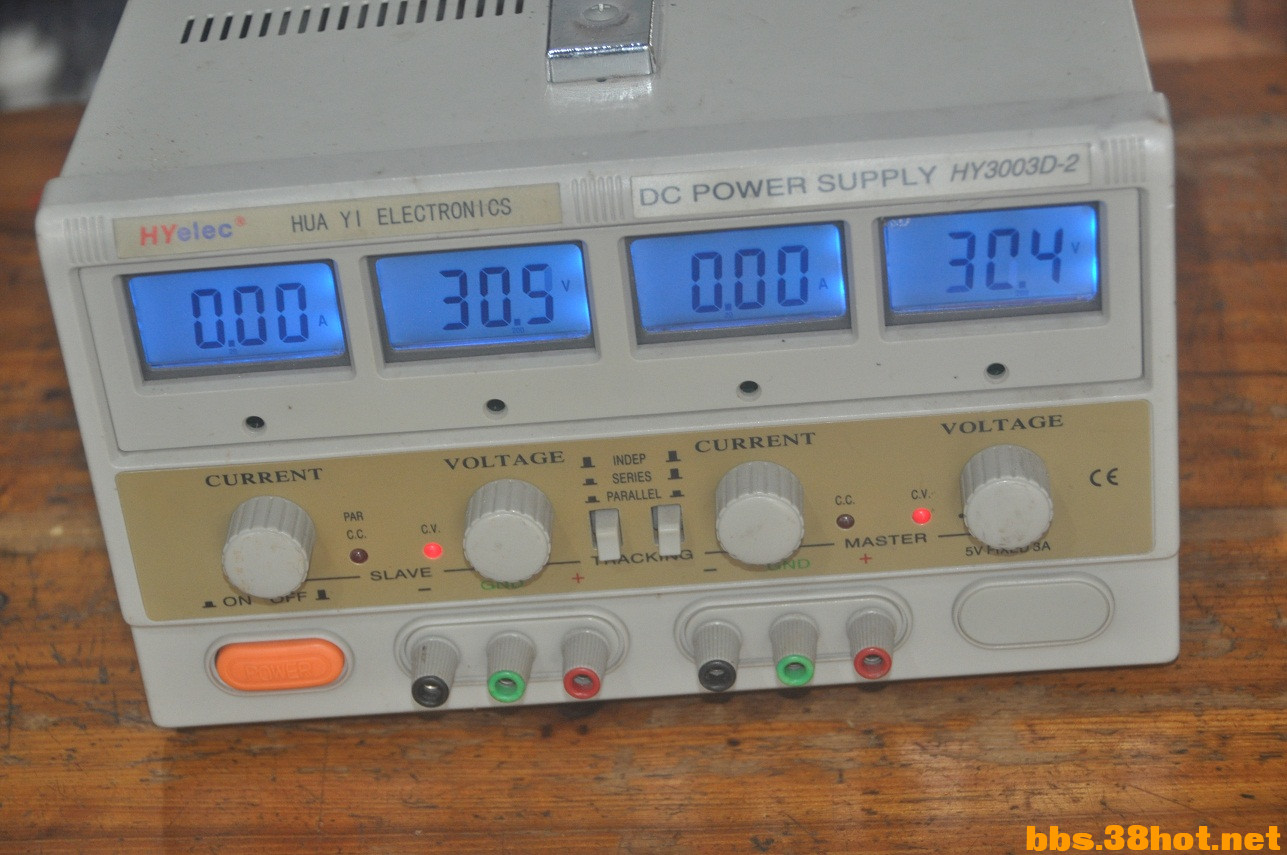 HYelec® HUA YI ELECTRONICS
DC POWER SUPPLY HY3003D-2
0.00 A
30.5 V
0.00 A
30.4 V
CURRENT
VOLTAGE
INDEP
SERIES
PARALLEL
CURRENT
VOLTAGE
CE
PAR
C.C.
C.V.
C.C.
C.V.
SLAVE
TRACKING
MASTER
5V FIXED 3A
ON OFF
- GND +
- GND +
POWER
bbs.38hot.net